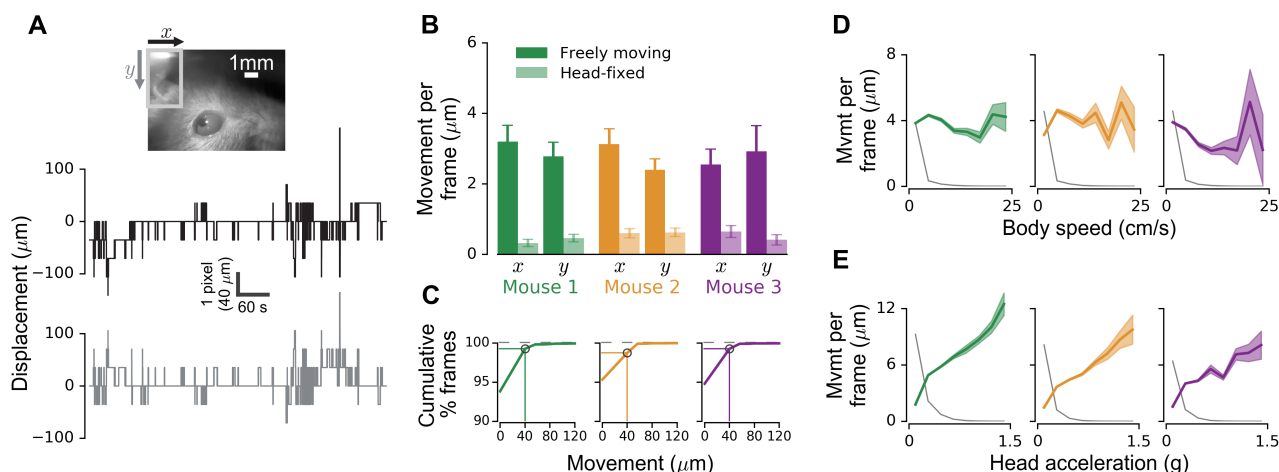 A
x
y
1mm
100
0
−100
100
0
−100
Displacement (μm)
1 pixel
(40 μm)
60 s
B
6
4
2
0
Movement per
frame (μm)
Freely moving
Head-fixed
x y x y x y
Mouse 1 Mouse 2 Mouse 3
C
100
95
90
Cumulative
% frames
0 40 80 120 0 40 80 120 0 40 80 120
Movement (μm)
D
8
4
0
Mvmt per
frame (μm)
0 25 0 25 0 25
Body speed (cm/s)
E
12
6
0
Mvmt per
frame (μm)
0 1.5 0 1.5 0 1.5
Head acceleration (g)